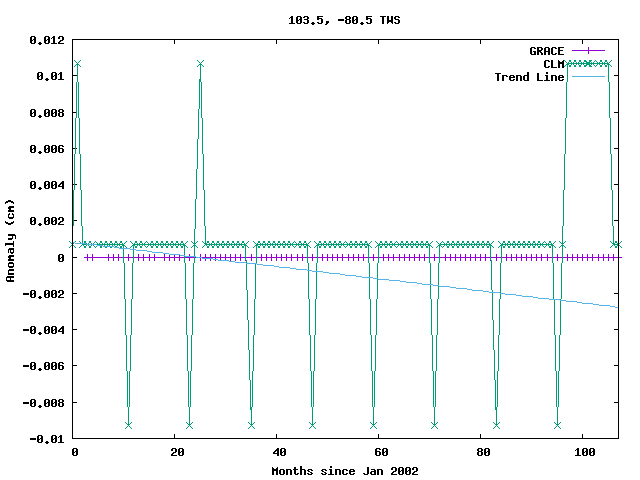 103.5, -80.5 TWS
0.012
0.01
0.008
0.006
0.004
0.002
0
-0.002
-0.004
-0.006
-0.008
-0.01
Anomaly (cm)
GRACE
CLM
Trend Line
0 20 40 60 80 100
Months since Jan 2002